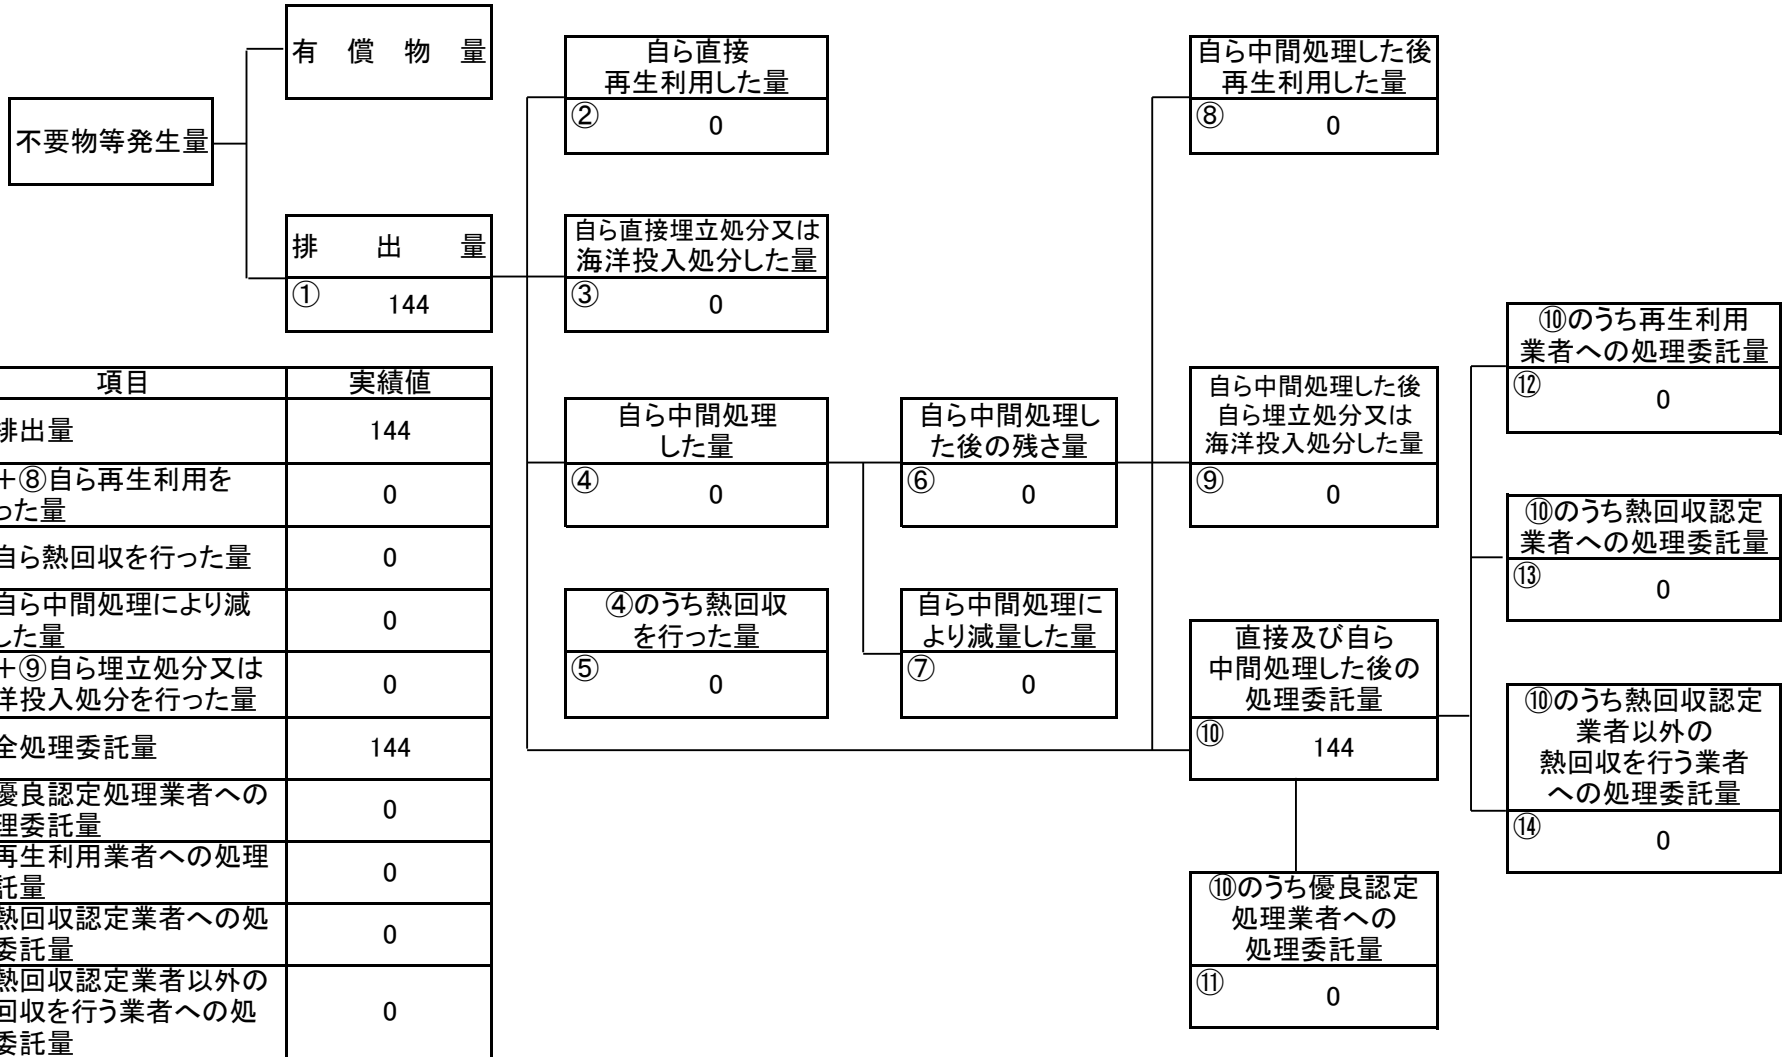 有償物量
不要物等発生量
排出量
① 144
自ら直接
再生利用した量
② 0
自ら直接埋立処分又は
海洋投入処分した量
③ 0
自ら中間処理
した量
④ 0
④のうち熱回収
を行った量
⑤ 0
自ら中間処理し
た後の残さ量
⑥ 0
自ら中間処理に
より減量した量
⑦ 0
自ら中間処理した後
再生利用した量
⑧ 0
自ら中間処理した後
自ら埋立処分又は
海洋投入処分した量
⑨ 0
直接及び自ら
中間処理した後の
処理委託量
⑩ 144
⑩のうち優良認定
処理業者への
処理委託量
⑪ 0
⑩のうち再生利用
業者への処理委託量
⑫ 0
⑩のうち熱回収認定
業者への処理委託量
⑬ 0
⑩のうち熱回収認定
業者以外の
熱回収を行う業者
への処理委託量
⑭ 0
項目 実績値
排出量 144
+⑧自ら再生利用を
った量 0
自ら熱回収を行った量 0
自ら中間処理により減
した量 0
+⑨自ら埋立処分又は
洋投入処分を行った量 0
全処理委託量 144
優良認定処理業者への
理委託量 0
再生利用業者への処理
託量 0
熱回収認定業者への処
委託量 0
熱回収認定業者以外の
回収を行う業者への処
委託量 0